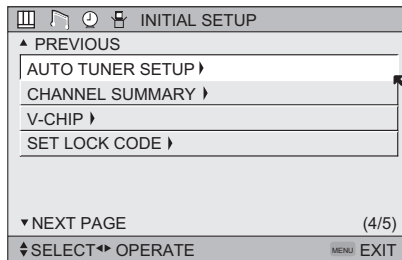 INITIAL SETUP
▲ PREVIOUS
AUTO TUNER SETUP
CHANNEL SUMMARY
V-CHIP
SET LOCK CODE
▼NEXT PAGE (4/5)
SELECT OPERATE MENU EXIT